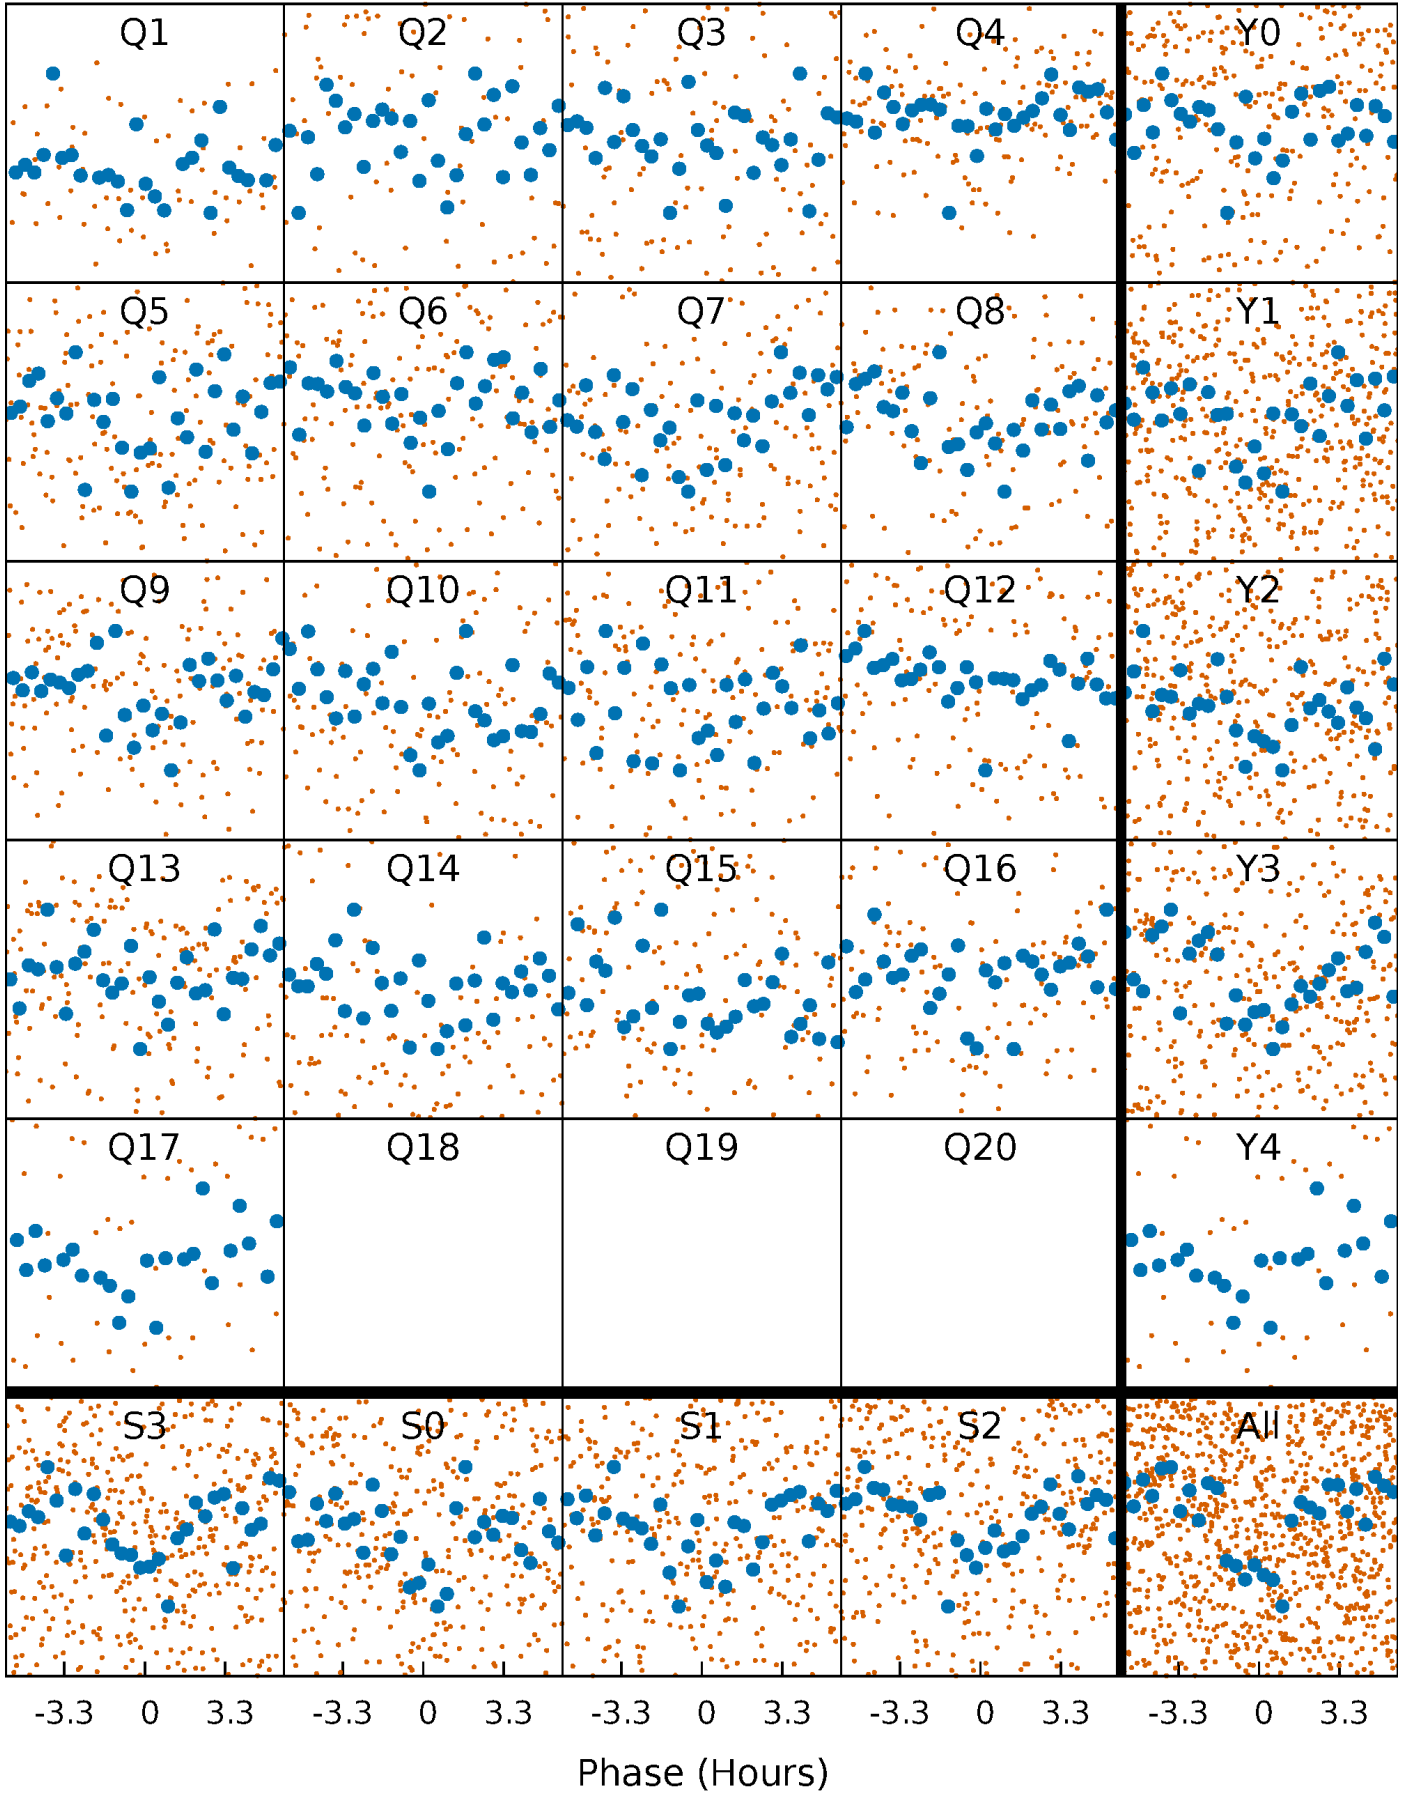 Q1 Q2 Q3 Q4 Y0
Q5 Q6 Q7 Q8 Y1
Q9 Q10 Q11 Q12 Y2
Q13 Q14 Q15 Q16 Y3
Q17 Q18 Q19 Q20 Y4
S3 S0 S1 S2 All
-3.3 0 3.3 -3.3 0 3.3 -3.3 0 3.3 -3.3 0 3.3 -3.3 0 3.3
Phase (Hours)